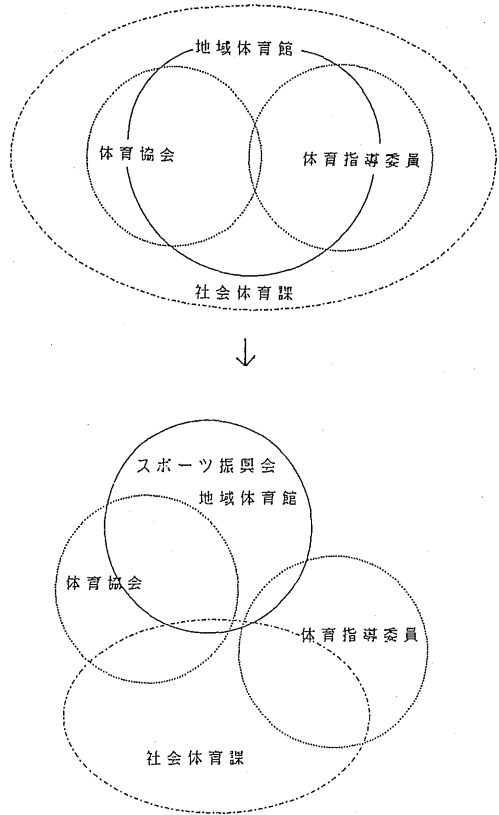 地域体育館
体育協会
体育指導委員
社会体育課
↓
スポーツ振興会
地域体育館
体育協会
体育指導委員
社会体育課